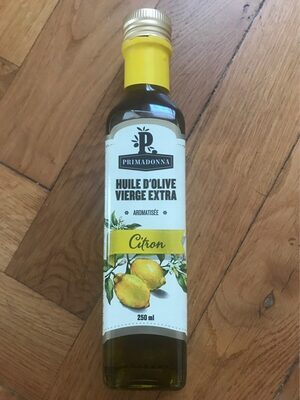 P
PRIMADONNA
HUILE D'OLIVE
VIERGE EXTRA
AROMATISÉE
Citron
250 ml